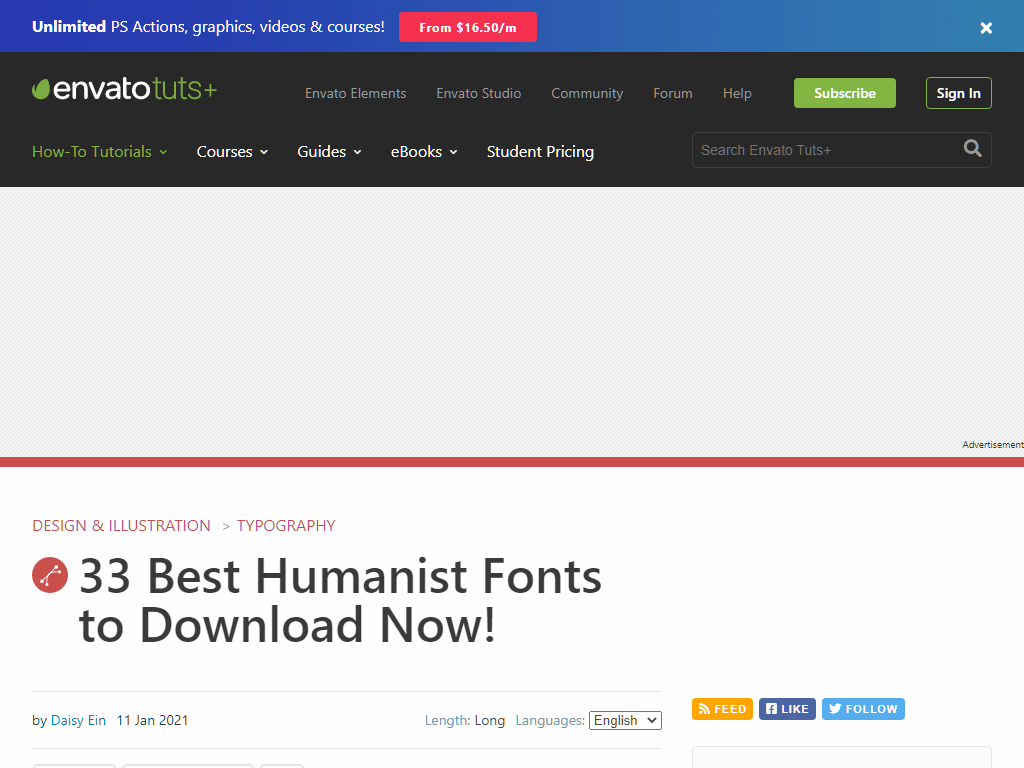 Unlimited PS Actions, graphics, videos & courses! From $16.50/m
envato tuts+ Envato Elements Envato Studio Community Forum Help Subscribe Sign In
How-To Tutorials Courses Guides eBooks Student Pricing Search Envato Tuts+
Advertisement
DESIGN & ILLUSTRATION > TYPOGRAPHY
33 Best Humanist Fonts
to Download Now!
by Daisy Ein 11 Jan 2021 Length: Long Languages: English
FEED LIKE FOLLOW